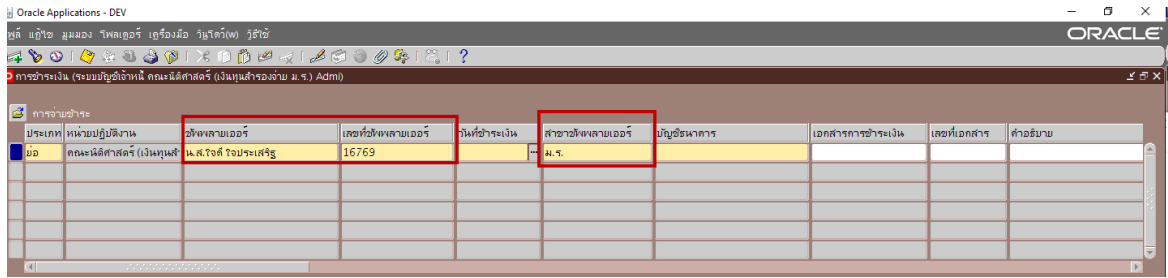 Oracle Applications - DEV
แก้ไข มุมมอง โฟลเดอร์ เครื่องมือ วินโดว์(w) วิธีใช้
ORACLE
การชำระเงิน (ระบบบัญชีเจ้าหนี้ คณะนิติศาสตร์ (เงินทุนสำรองจ่าย ม.ร.) Admi)
การจ่ายชำระ
ประเภท หน่วยปฏิบัติงาน ซัพพลายเออร์ เลขที่ซัพพลายเออร์ วันที่ชำระเงิน สาขาซัพพลายเออร์ บัญชีธนาคาร เอกสารการชำระเงิน เลขที่เอกสาร คำอธิบาย
ย่อ คณะนิติศาสตร์ (เงินทุนสำ น.ส.ใจดี ใจประเสริฐ 16769 ม.ร.